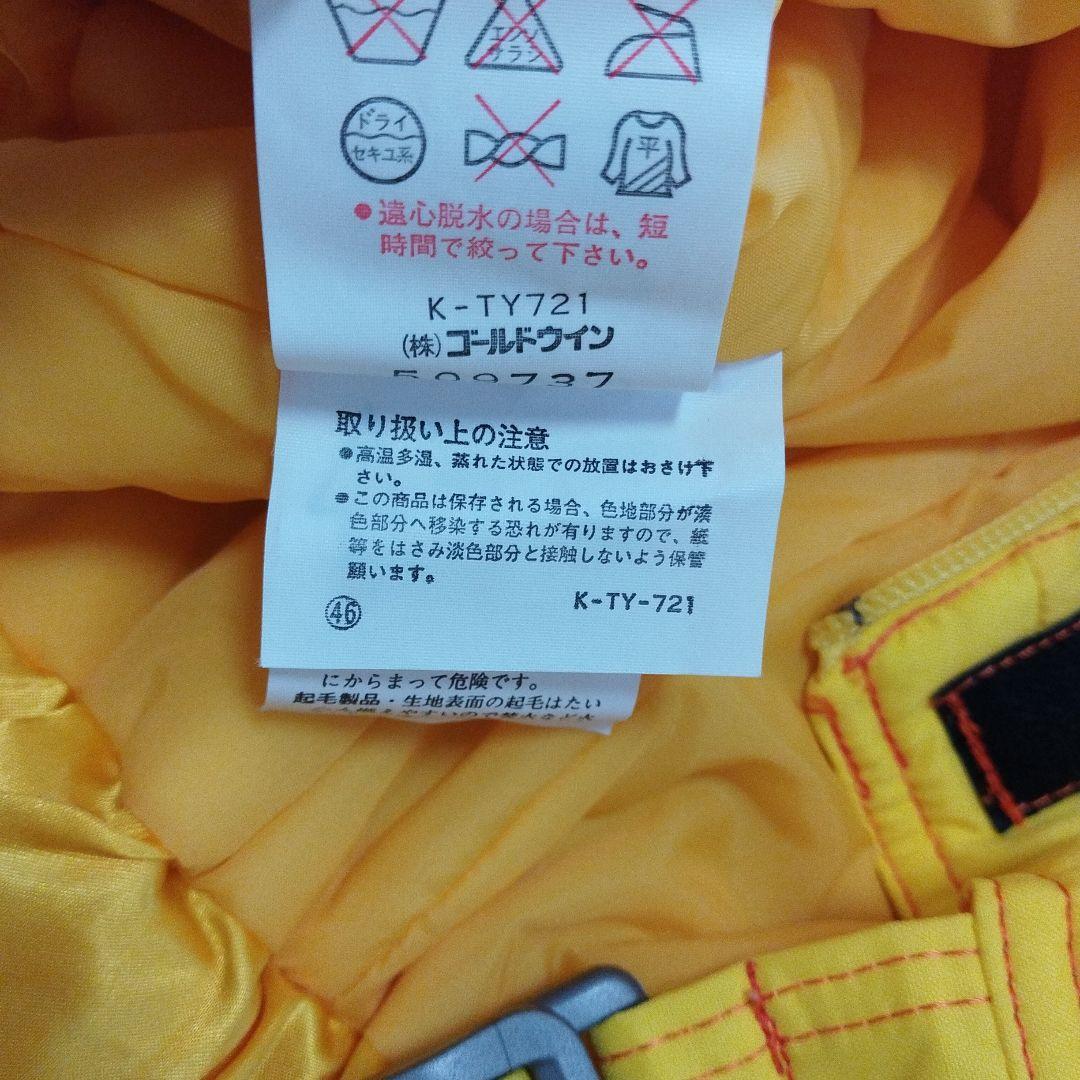 エンソ
サラシ
ドライ
セキユ系
平
●遠心脱水の場合は、短
時間で絞って下さい。
K-TY721
(株)ゴールドウイン
599737
取り扱い上の注意
●高温多湿、蒸れた状態での放置はおさけ下
さい。
●この商品は保存される場合、色地部分が淡
色部分へ移染する恐れが有りますので、紙
等をはさみ淡色部分と接触しないよう保管
願います。
㊻ K-TY-721
にからまって危険です。
起毛製品・生地表面の起毛はたい